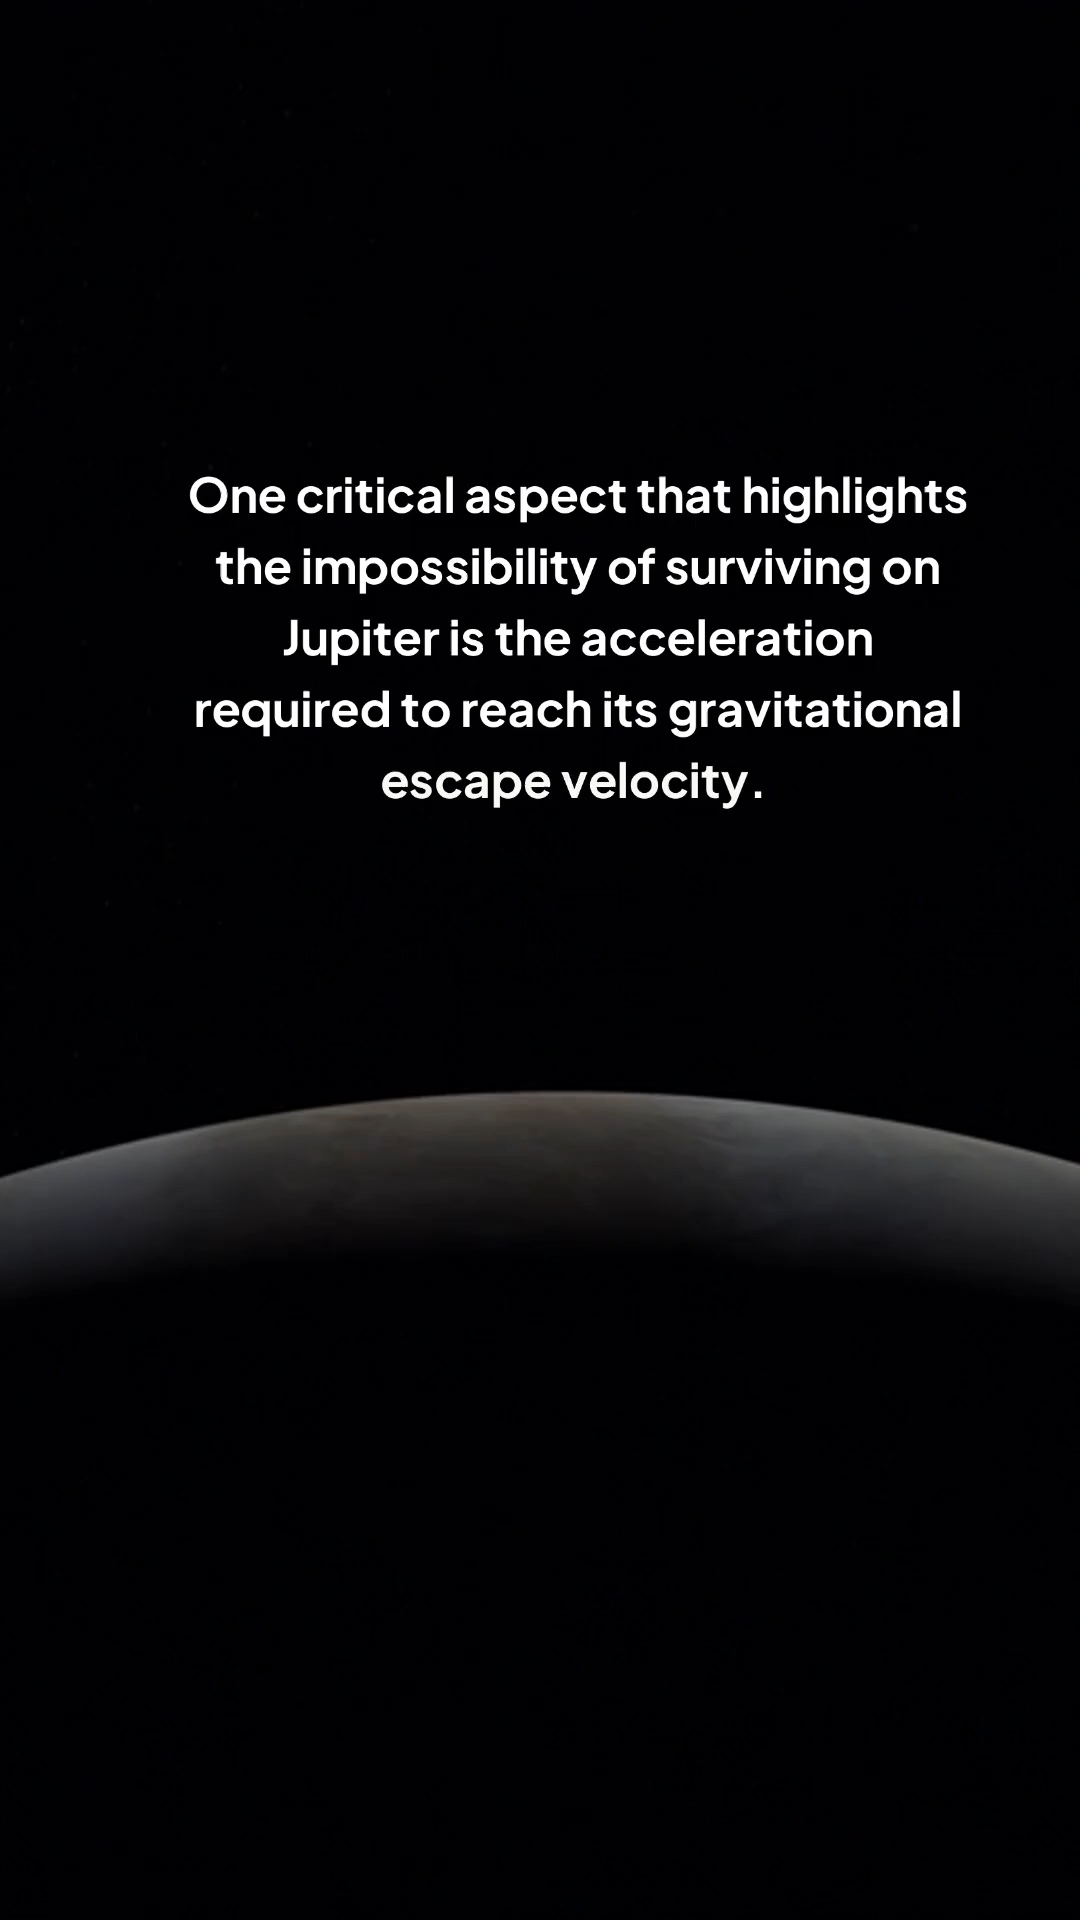 One critical aspect that highlights
the impossibility of surviving on
Jupiter is the acceleration
required to reach its gravitational
escape velocity.